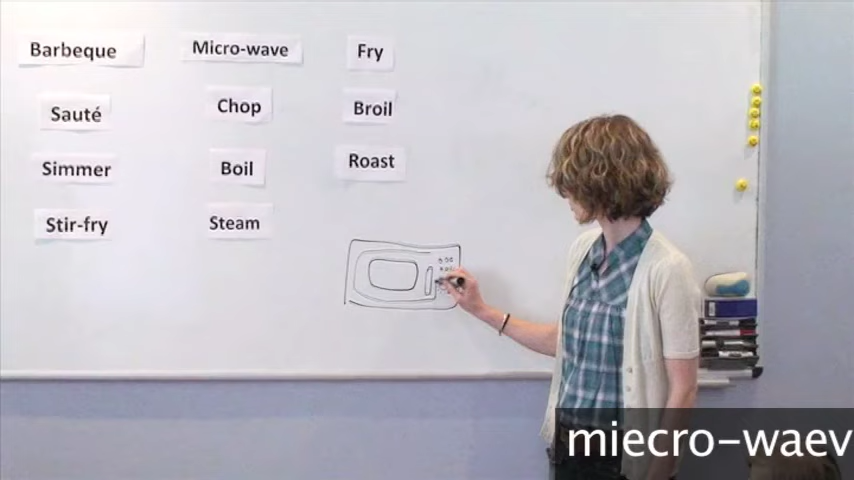 Barbeque
Micro-wave
Fry
Sauté
Chop
Broil
Simmer
Boil
Roast
Stir-fry
Steam
miecro-waev